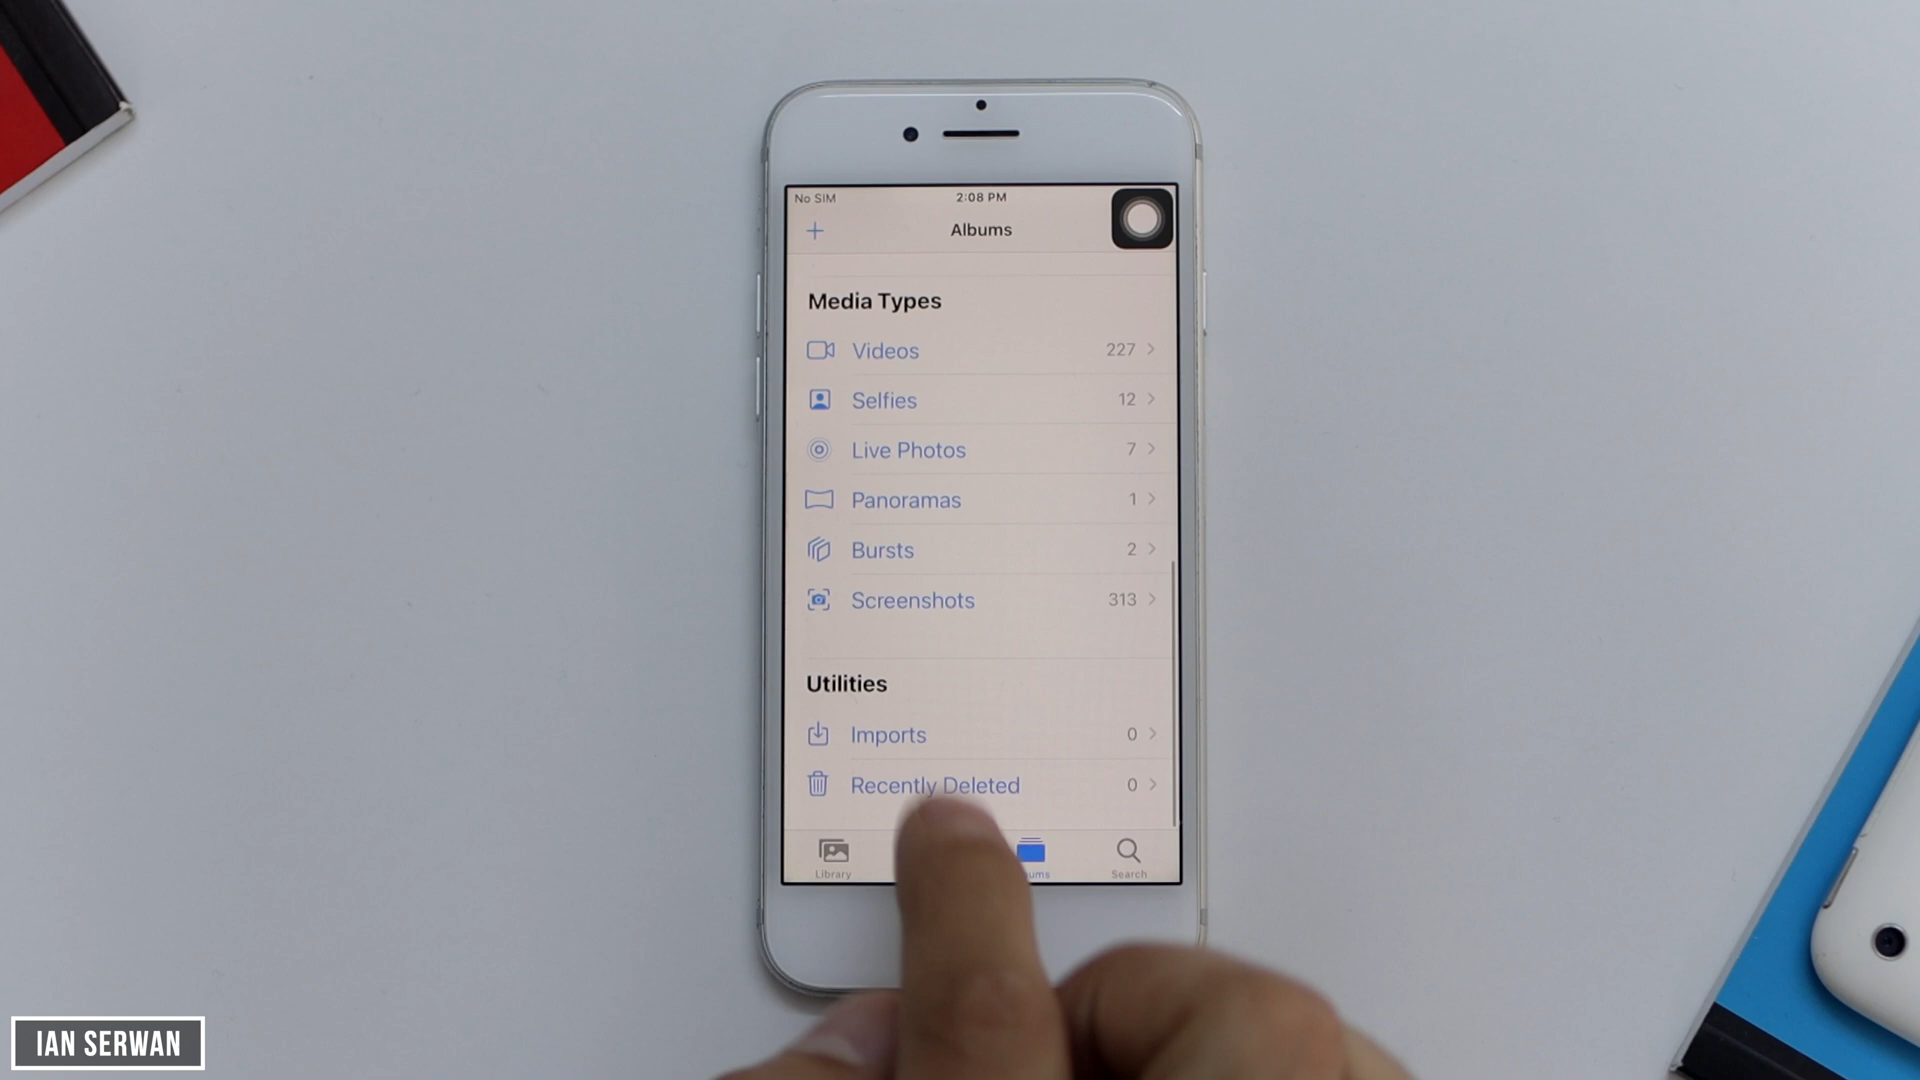 No SIM 2:08 PM
Albums
Media Types
Videos 227
Selfies 12
Live Photos 7
Panoramas 1
Bursts 2
Screenshots 313
Utilities
Imports 0
Recently Deleted 0
Library Search
IAN SERWAN